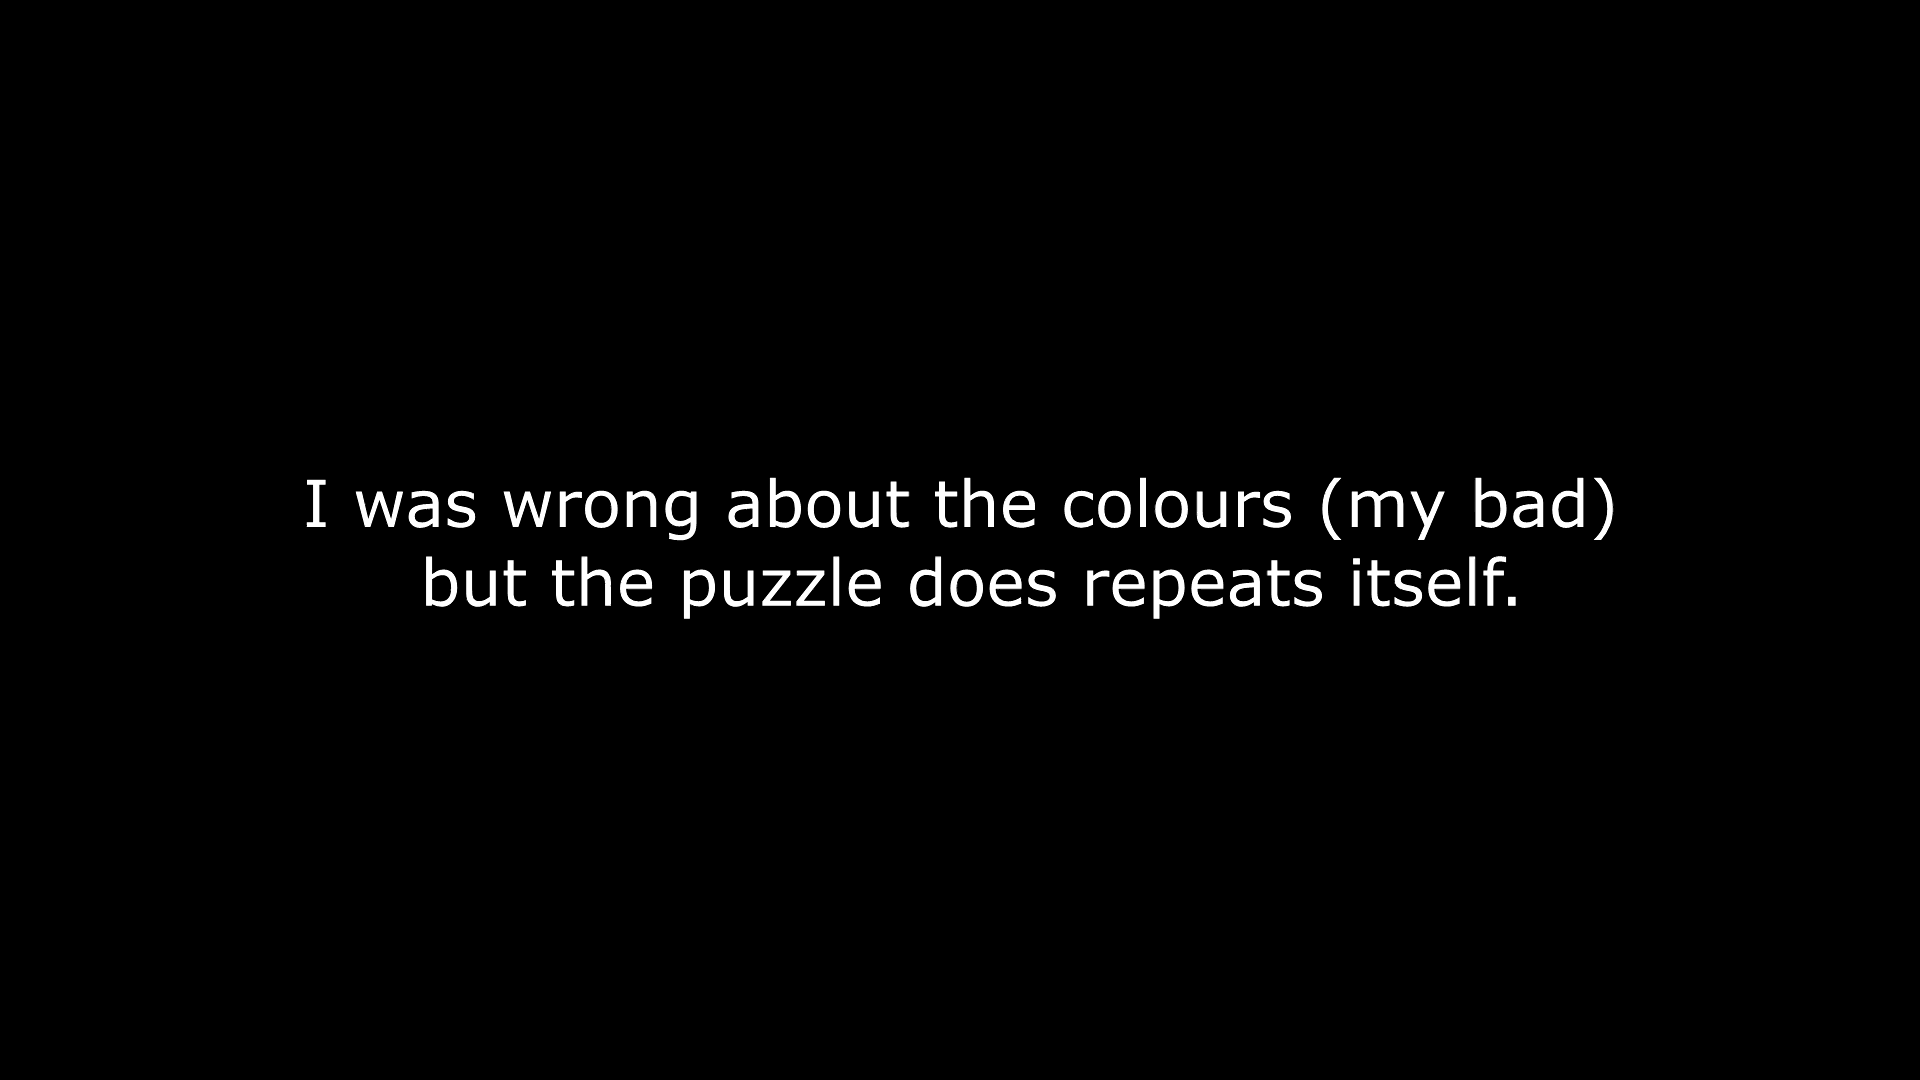 I was wrong about the colours (my bad)
but the puzzle does repeats itself.